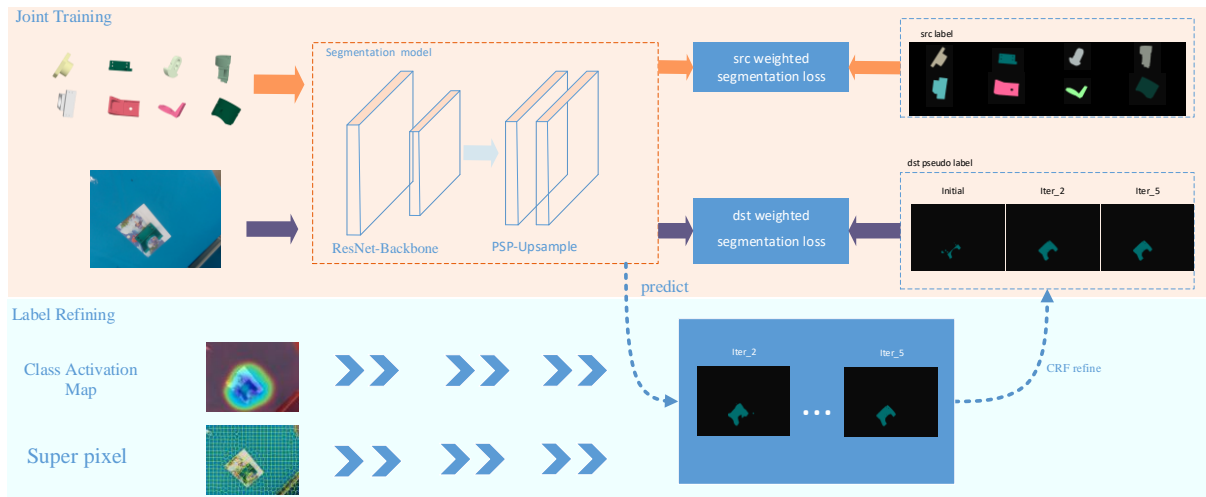 Joint Training
Segmentation model
ResNet-Backbone
PSP-Upsample
src weighted
segmentation loss
src label
dst weighted
segmentation loss
dst pseudo label
Initial
Iter_2
Iter_5
predict
Label Refining
Class Activation
Map
Super pixel
Iter_2
Iter_5
...
CRF refine